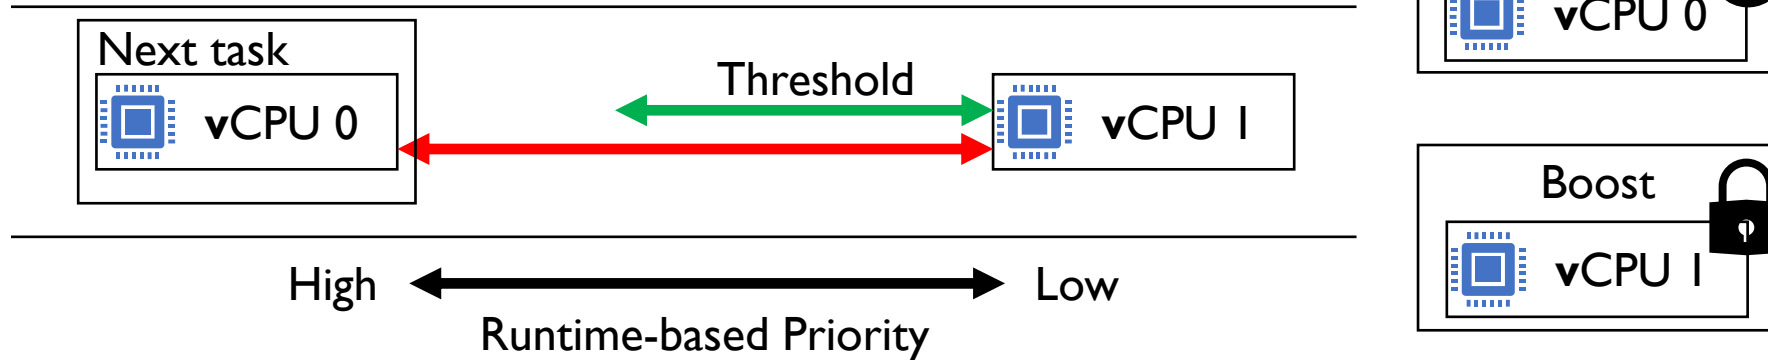 Next task
vCPU 0
Threshold
vCPU 1
High
Low
Runtime-based Priority
vCPU 0
Boost
vCPU 1